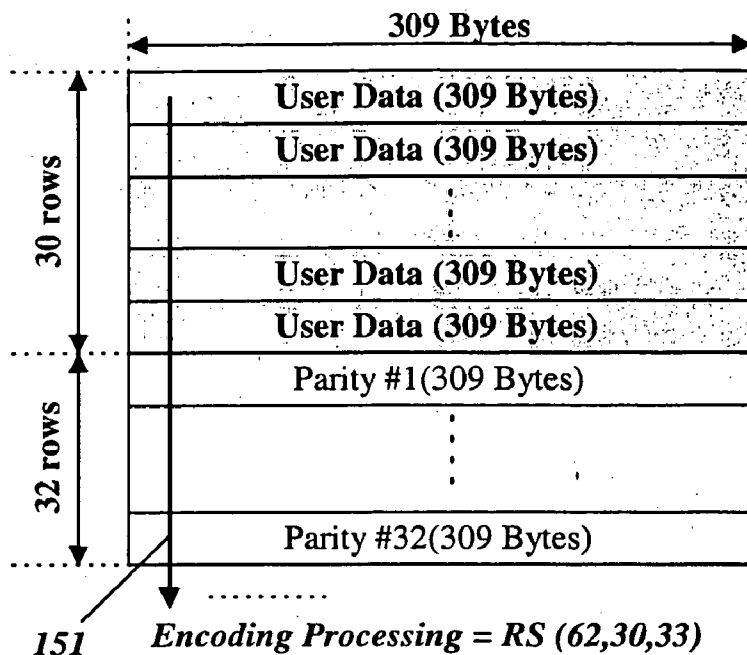 309 Bytes
User Data (309 Bytes)
User Data (309 Bytes)
30 rows
User Data (309 Bytes)
User Data (309 Bytes)
Parity #1(309 Bytes)
32 rows
Parity #32(309 Bytes)
151
Encoding Processing = RS (62,30,33)